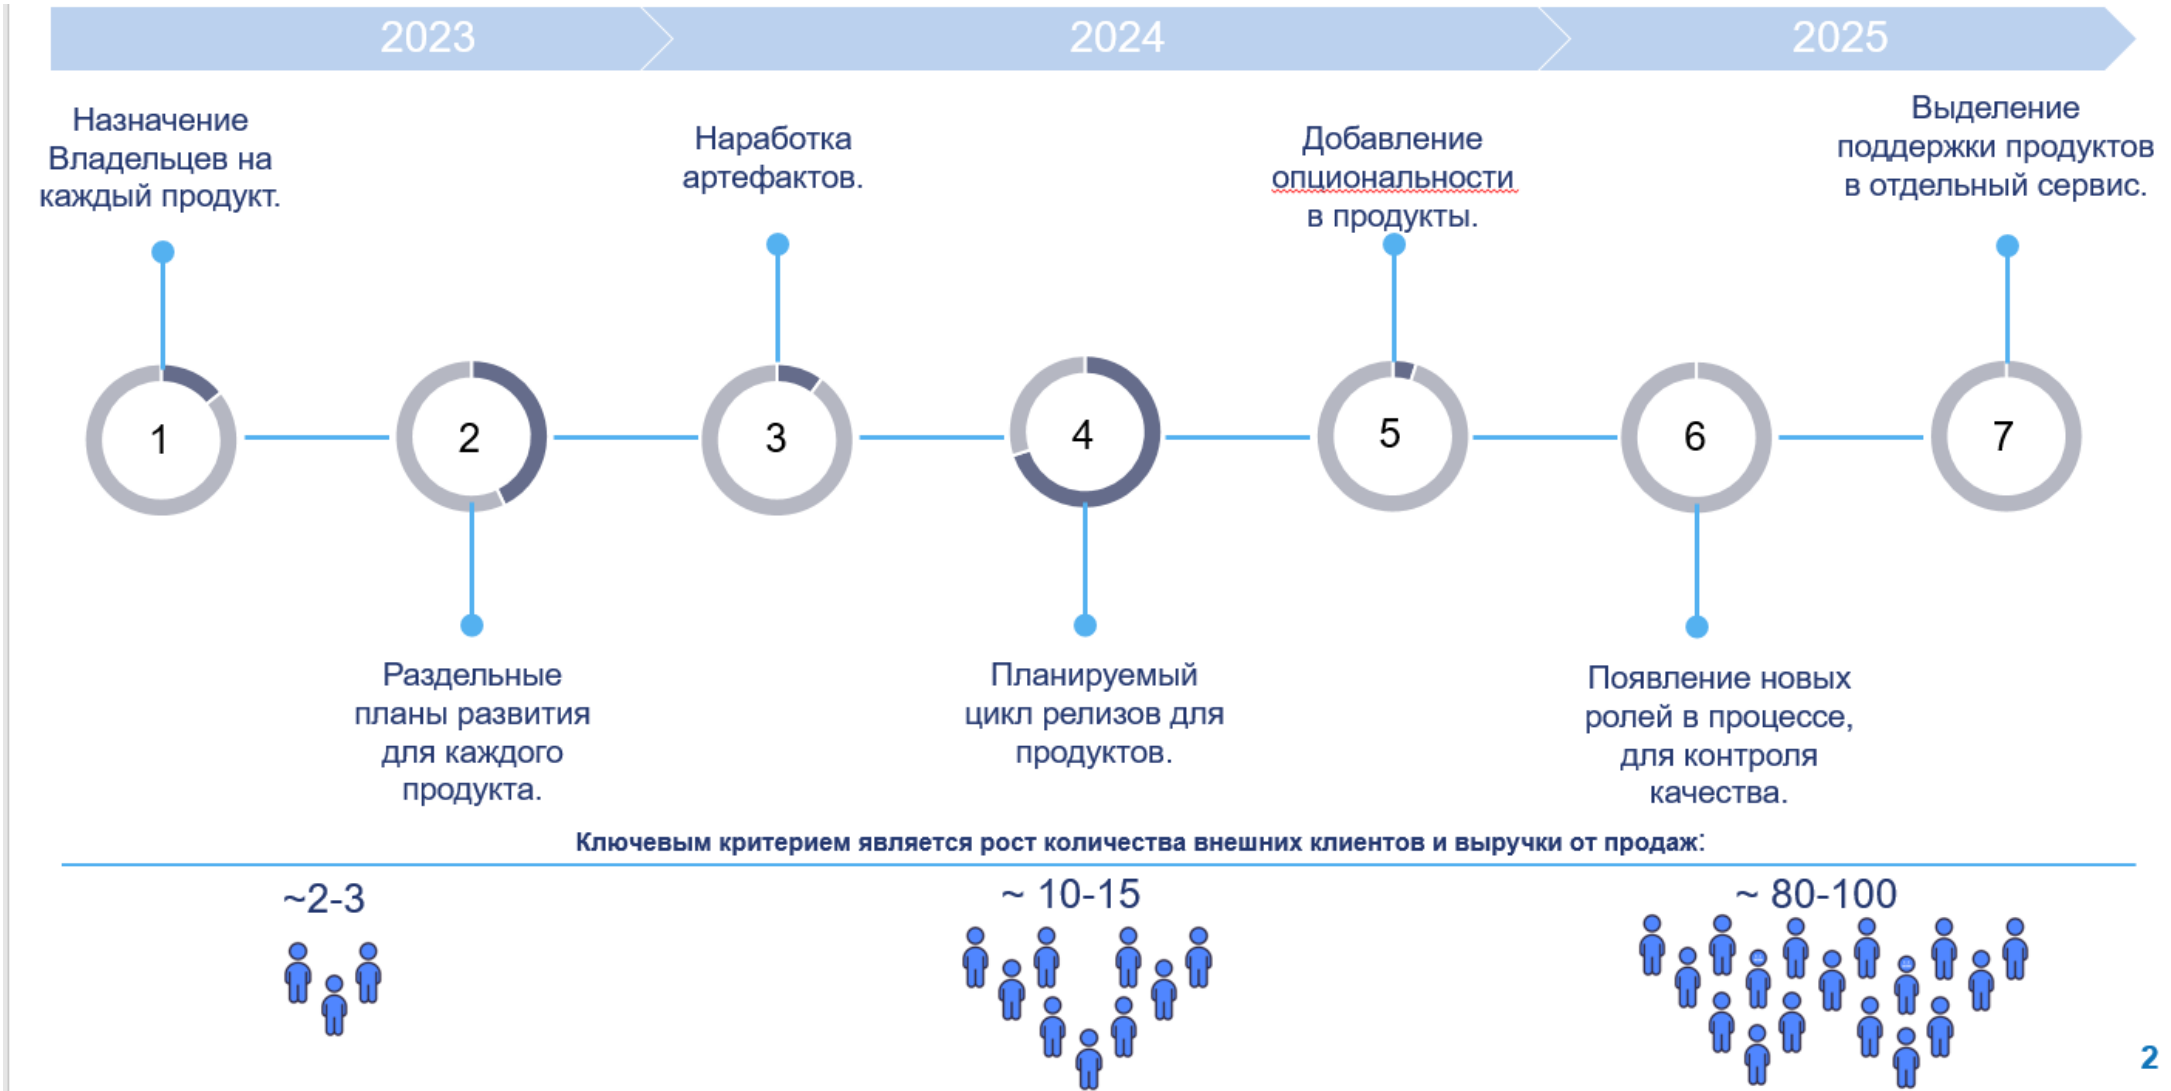 2023
2024
2025
Назначение
Владельцев на
каждый продукт.
Наработка
артефактов.
Добавление
опциональности
в продукты.
Выделение
поддержки продуктов
в отдельный сервис.
1
2
3
4
5
6
7
Раздельные
планы развития
для каждого
продукта.
Планируемый
цикл релизов для
продуктов.
Появление новых
ролей в процессе,
для контроля
качества.
Ключевым критерием является рост количества внешних клиентов и выручки от продаж:
~2-3
~ 10-15
~ 80-100
2